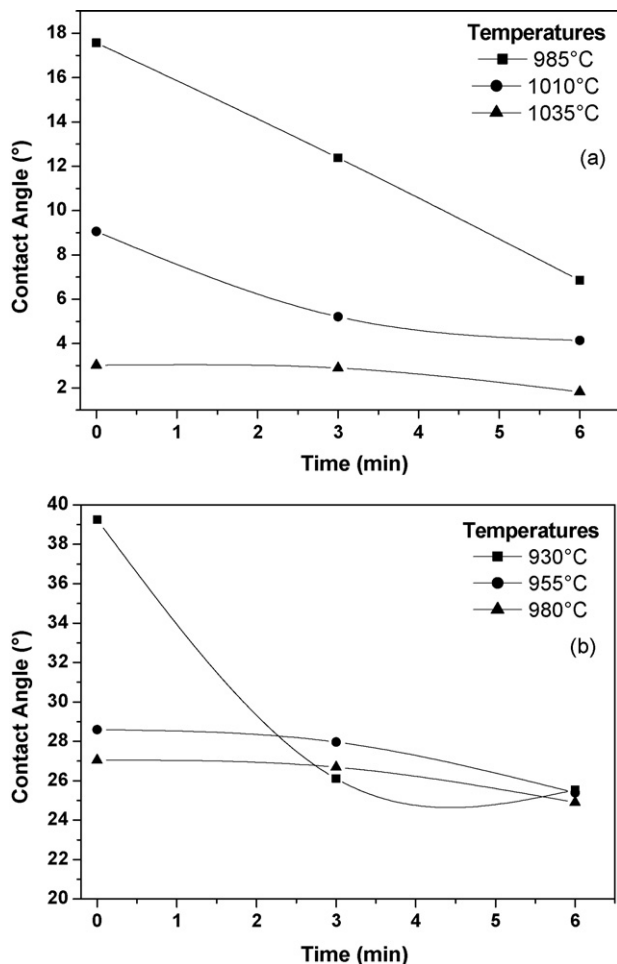 18
16
14
12
10
8
6
4
2
Contact Angle (°)
Temperatures
985°C
1010°C
1035°C
(a)
0 1 2 3 4 5 6
Time (min)
40
38
36
34
32
30
28
26
24
22
20
Contact Angle (°)
Temperatures
930°C
955°C
980°C
(b)
0 1 2 3 4 5 6
Time (min)